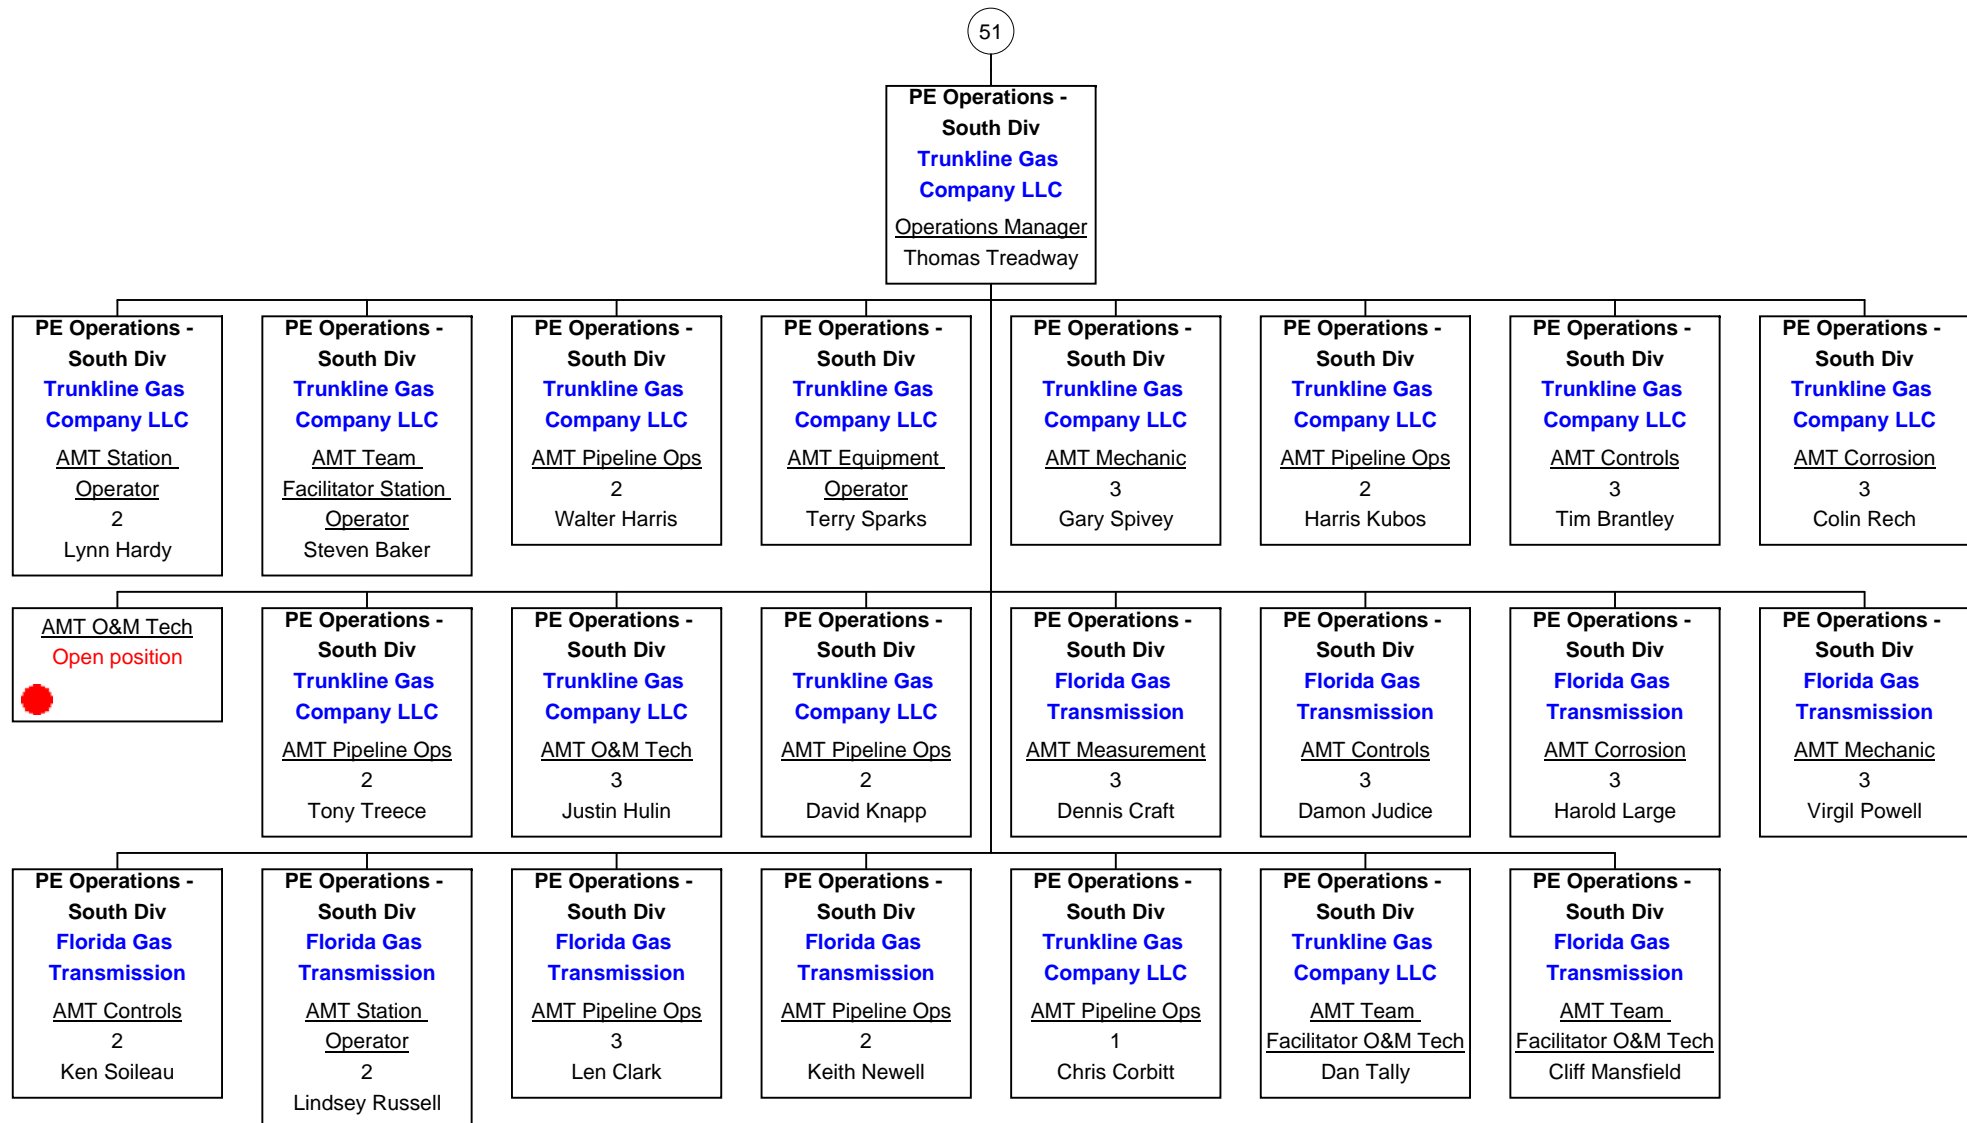 51
PE Operations -
South Div
Trunkline Gas
Company LLC
Operations Manager
Thomas Treadway
PE Operations -
South Div
Trunkline Gas
Company LLC
AMT Station
Operator
2
Lynn Hardy
PE Operations -
South Div
Trunkline Gas
Company LLC
AMT Team
Facilitator Station
Operator
Steven Baker
PE Operations -
South Div
Trunkline Gas
Company LLC
AMT Pipeline Ops
2
Walter Harris
PE Operations -
South Div
Trunkline Gas
Company LLC
AMT Equipment
Operator
Terry Sparks
PE Operations -
South Div
Trunkline Gas
Company LLC
AMT Mechanic
3
Gary Spivey
PE Operations -
South Div
Trunkline Gas
Company LLC
AMT Pipeline Ops
2
Harris Kubos
PE Operations -
South Div
Trunkline Gas
Company LLC
AMT Controls
3
Tim Brantley
PE Operations -
South Div
Trunkline Gas
Company LLC
AMT Corrosion
3
Colin Rech
AMT O&M Tech
Open position
PE Operations -
South Div
Trunkline Gas
Company LLC
AMT Pipeline Ops
2
Tony Treece
PE Operations -
South Div
Trunkline Gas
Company LLC
AMT O&M Tech
3
Justin Hulin
PE Operations -
South Div
Trunkline Gas
Company LLC
AMT Pipeline Ops
2
David Knapp
PE Operations -
South Div
Florida Gas
Transmission
AMT Measurement
3
Dennis Craft
PE Operations -
South Div
Florida Gas
Transmission
AMT Controls
3
Damon Judice
PE Operations -
South Div
Florida Gas
Transmission
AMT Corrosion
3
Harold Large
PE Operations -
South Div
Florida Gas
Transmission
AMT Mechanic
3
Virgil Powell
PE Operations -
South Div
Florida Gas
Transmission
AMT Controls
2
Ken Soileau
PE Operations -
South Div
Florida Gas
Transmission
AMT Station
Operator
2
Lindsey Russell
PE Operations -
South Div
Florida Gas
Transmission
AMT Pipeline Ops
3
Len Clark
PE Operations -
South Div
Florida Gas
Transmission
AMT Pipeline Ops
2
Keith Newell
PE Operations -
South Div
Trunkline Gas
Company LLC
AMT Pipeline Ops
1
Chris Corbitt
PE Operations -
South Div
Trunkline Gas
Company LLC
AMT Team
Facilitator O&M Tech
Dan Tally
PE Operations -
South Div
Florida Gas
Transmission
AMT Team
Facilitator O&M Tech
Cliff Mansfield